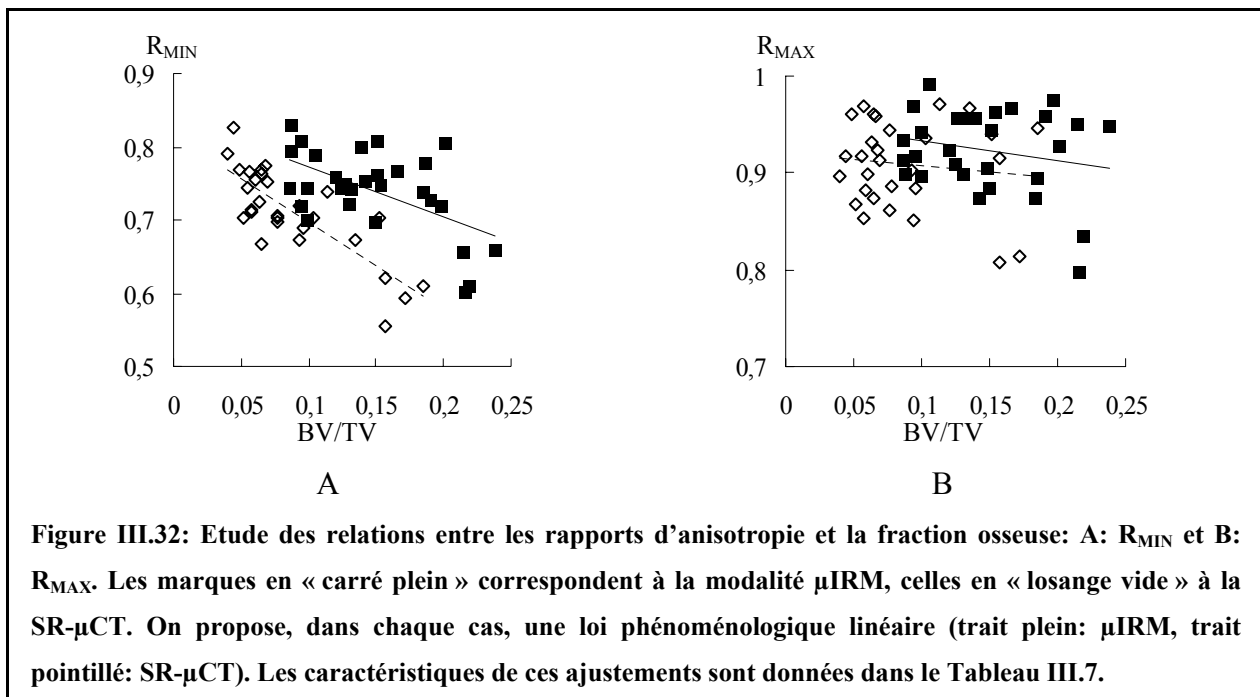 R_MIN
0,9
0,8
0,7
0,6
0,5
0 0,05 0,1 0,15 0,2 0,25
BV/TV
A
R_MAX
1
0,9
0,8
0,7
0 0,05 0,1 0,15 0,2 0,25
BV/TV
B
Figure III.32: Etude des relations entre les rapports d’anisotropie et la fraction osseuse: A: R_MIN et B:
R_MAX. Les marques en « carré plein » correspondent à la modalité µIRM, celles en « losange vide » à la
SR-µCT. On propose, dans chaque cas, une loi phénoménologique linéaire (trait plein: µIRM, trait
pointillé: SR-µCT). Les caractéristiques de ces ajustements sont données dans le Tableau III.7.